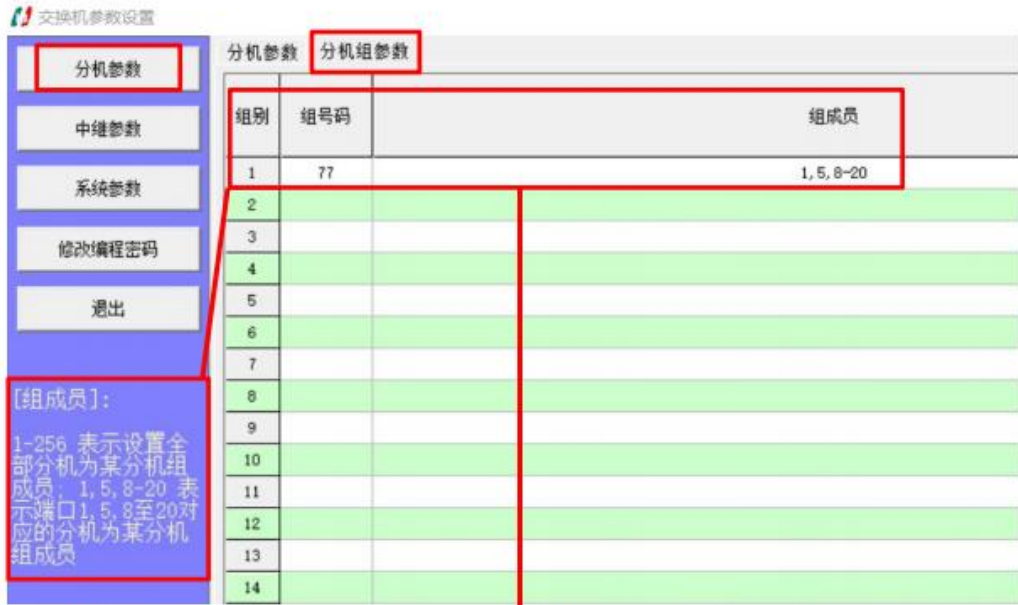 交换机参数设置
分机参数
中继参数
系统参数
修改编程密码
退出
[组成员]:
1-256 表示设置全
部分机为某分机组
成员; 1,5,8-20 表
示端口1,5,8至20对
应的分机为某分机
组成员
分机参数 分机组参数
组别 组号码 组成员
1 77 1,5,8-20
2
3
4
5
6
7
8
9
10
11
12
13
14